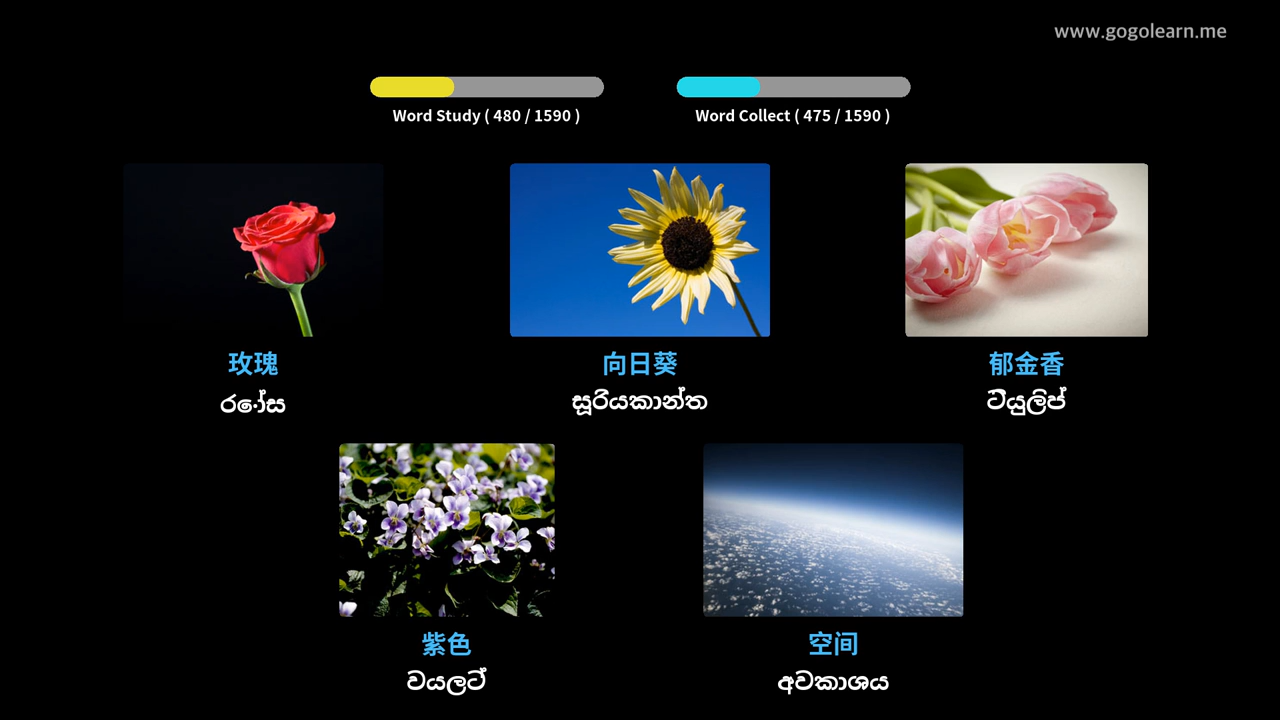 www.gogolearn.me
Word Study ( 480 / 1590 )
Word Collect ( 475 / 1590 )
玫瑰
රෝස
向日葵
සූරියකාන්ත
郁金香
ටියුලිප්
紫色
වයලට්
空间
අවකාශය